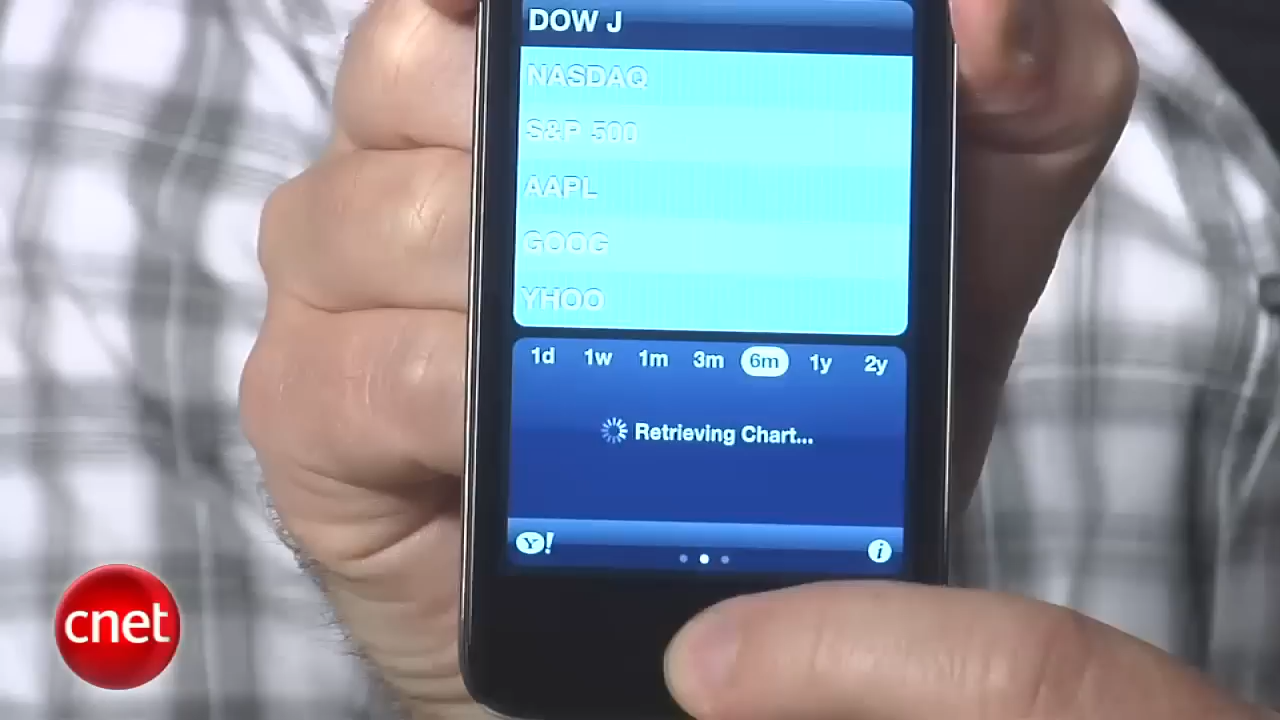 DOW J
NASDAQ
S&P 500
AAPL
GOOG
YHOO
1d 1w 1m 3m 6m 1y 2y
Retrieving Chart...
Y! i
cnet